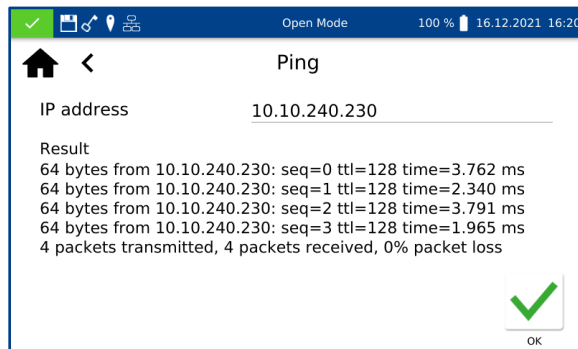 Open Mode 100 % 16.12.2021 16:20
Ping
IP address 10.10.240.230
Result
64 bytes from 10.10.240.230: seq=0 ttl=128 time=3.762 ms
64 bytes from 10.10.240.230: seq=1 ttl=128 time=2.340 ms
64 bytes from 10.10.240.230: seq=2 ttl=128 time=3.791 ms
64 bytes from 10.10.240.230: seq=3 ttl=128 time=1.965 ms
4 packets transmitted, 4 packets received, 0% packet loss
OK